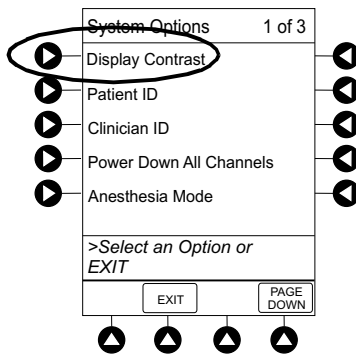 System Options 1 of 3
Display Contrast
Patient ID
Clinician ID
Power Down All Channels
Anesthesia Mode
>Select an Option or
EXIT
EXIT
PAGE
DOWN